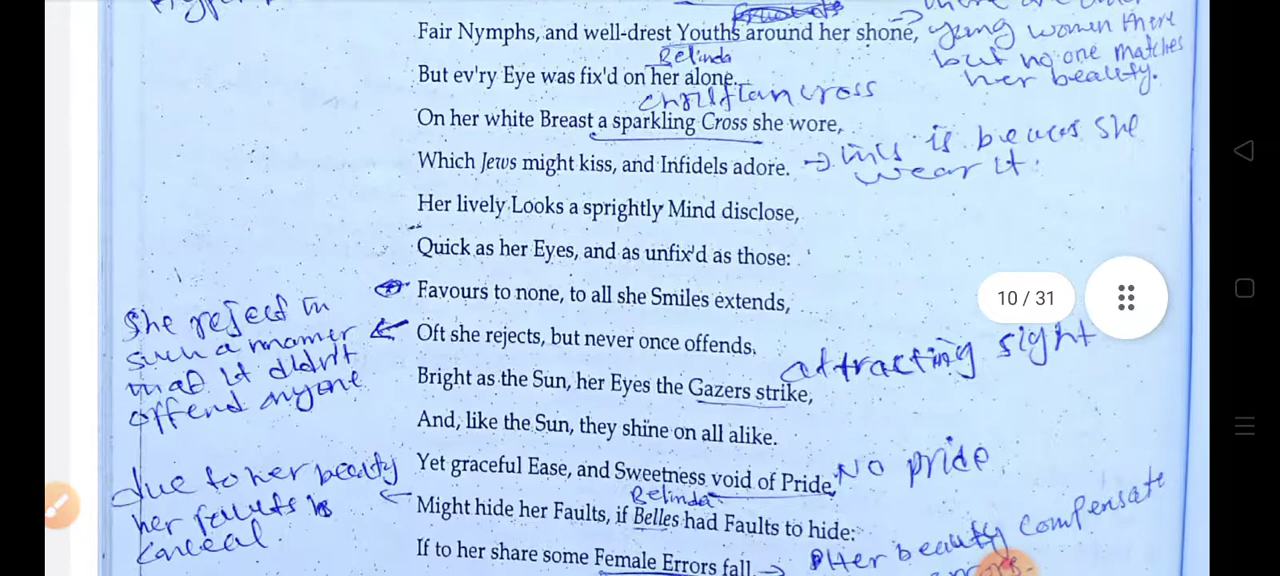 there are other
Fair Nymphs, and well-drest Youths around her shone,
young women there
but no one matches
her beauty.
Belinda
But ev'ry Eye was fix'd on her alone.
christian cross
On her white Breast a sparkling Cross she wore,
Which Jews might kiss, and Infidels adore.
this is becaus she
wear it.
Her lively Looks a sprightly Mind disclose,
Quick as her Eyes, and as unfix'd as those:
Favours to none, to all she Smiles extends,
10 / 31
She reject in
such a manner
that it didn't
offend anyone
Oft she rejects, but never once offends.
attracting sight
Bright as the Sun, her Eyes the Gazers strike,
And, like the Sun, they shine on all alike.
Yet graceful Ease, and Sweetness void of Pride,
No pride.
due to her beauty
her faults is
conceal.
Belinda
Might hide her Faults, if Belles had Faults to hide:
If to her share some Female Errors fall,
Her beauty compensate